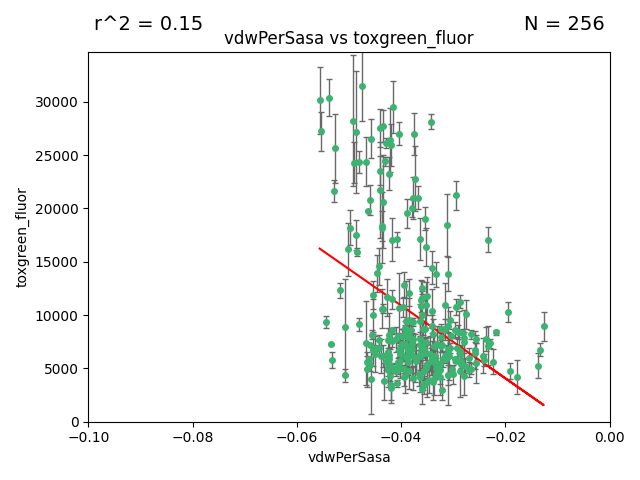 r^2 = 0.15
N = 256
vdwPerSasa vs toxgreen_fluor
30000
25000
20000
15000
10000
5000
0
toxgreen_fluor
−0.10
−0.08
−0.06
−0.04
−0.02
0.00
vdwPerSasa